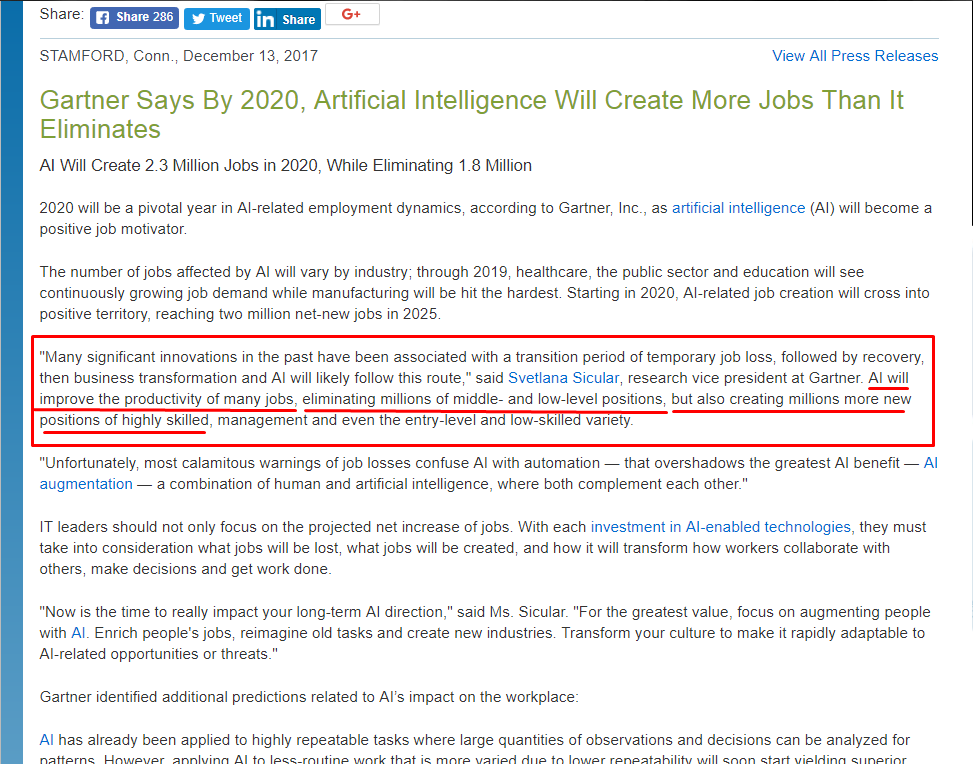 Share: Share 286 Tweet in Share G+
STAMFORD, Conn., December 13, 2017 View All Press Releases
Gartner Says By 2020, Artificial Intelligence Will Create More Jobs Than It
Eliminates
AI Will Create 2.3 Million Jobs in 2020, While Eliminating 1.8 Million
2020 will be a pivotal year in AI-related employment dynamics, according to Gartner, Inc., as artificial intelligence (AI) will become a
positive job motivator.
The number of jobs affected by AI will vary by industry; through 2019, healthcare, the public sector and education will see
continuously growing job demand while manufacturing will be hit the hardest. Starting in 2020, AI-related job creation will cross into
positive territory, reaching two million net-new jobs in 2025.
"Many significant innovations in the past have been associated with a transition period of temporary job loss, followed by recovery,
then business transformation and AI will likely follow this route," said Svetlana Sicular, research vice president at Gartner. AI will
improve the productivity of many jobs, eliminating millions of middle- and low-level positions, but also creating millions more new
positions of highly skilled, management and even the entry-level and low-skilled variety.
"Unfortunately, most calamitous warnings of job losses confuse AI with automation — that overshadows the greatest AI benefit — AI
augmentation — a combination of human and artificial intelligence, where both complement each other."
IT leaders should not only focus on the projected net increase of jobs. With each investment in AI-enabled technologies, they must
take into consideration what jobs will be lost, what jobs will be created, and how it will transform how workers collaborate with
others, make decisions and get work done.
"Now is the time to really impact your long-term AI direction," said Ms. Sicular. "For the greatest value, focus on augmenting people
with AI. Enrich people's jobs, reimagine old tasks and create new industries. Transform your culture to make it rapidly adaptable to
AI-related opportunities or threats."
Gartner identified additional predictions related to AI's impact on the workplace:
AI has already been applied to highly repeatable tasks where large quantities of observations and decisions can be analyzed for
patterns. However, applying AI to less-routine work that is more varied due to lower repeatability will soon start yielding superior